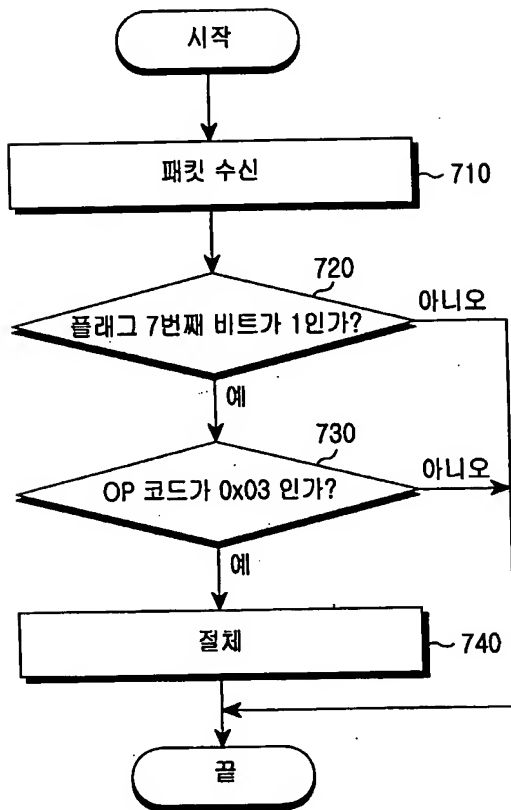 시작
패킷 수신
710
720
플래그 7번째 비트가 1인가?
아니오
예
730
OP 코드가 0x03 인가?
아니오
예
절체
740
끝